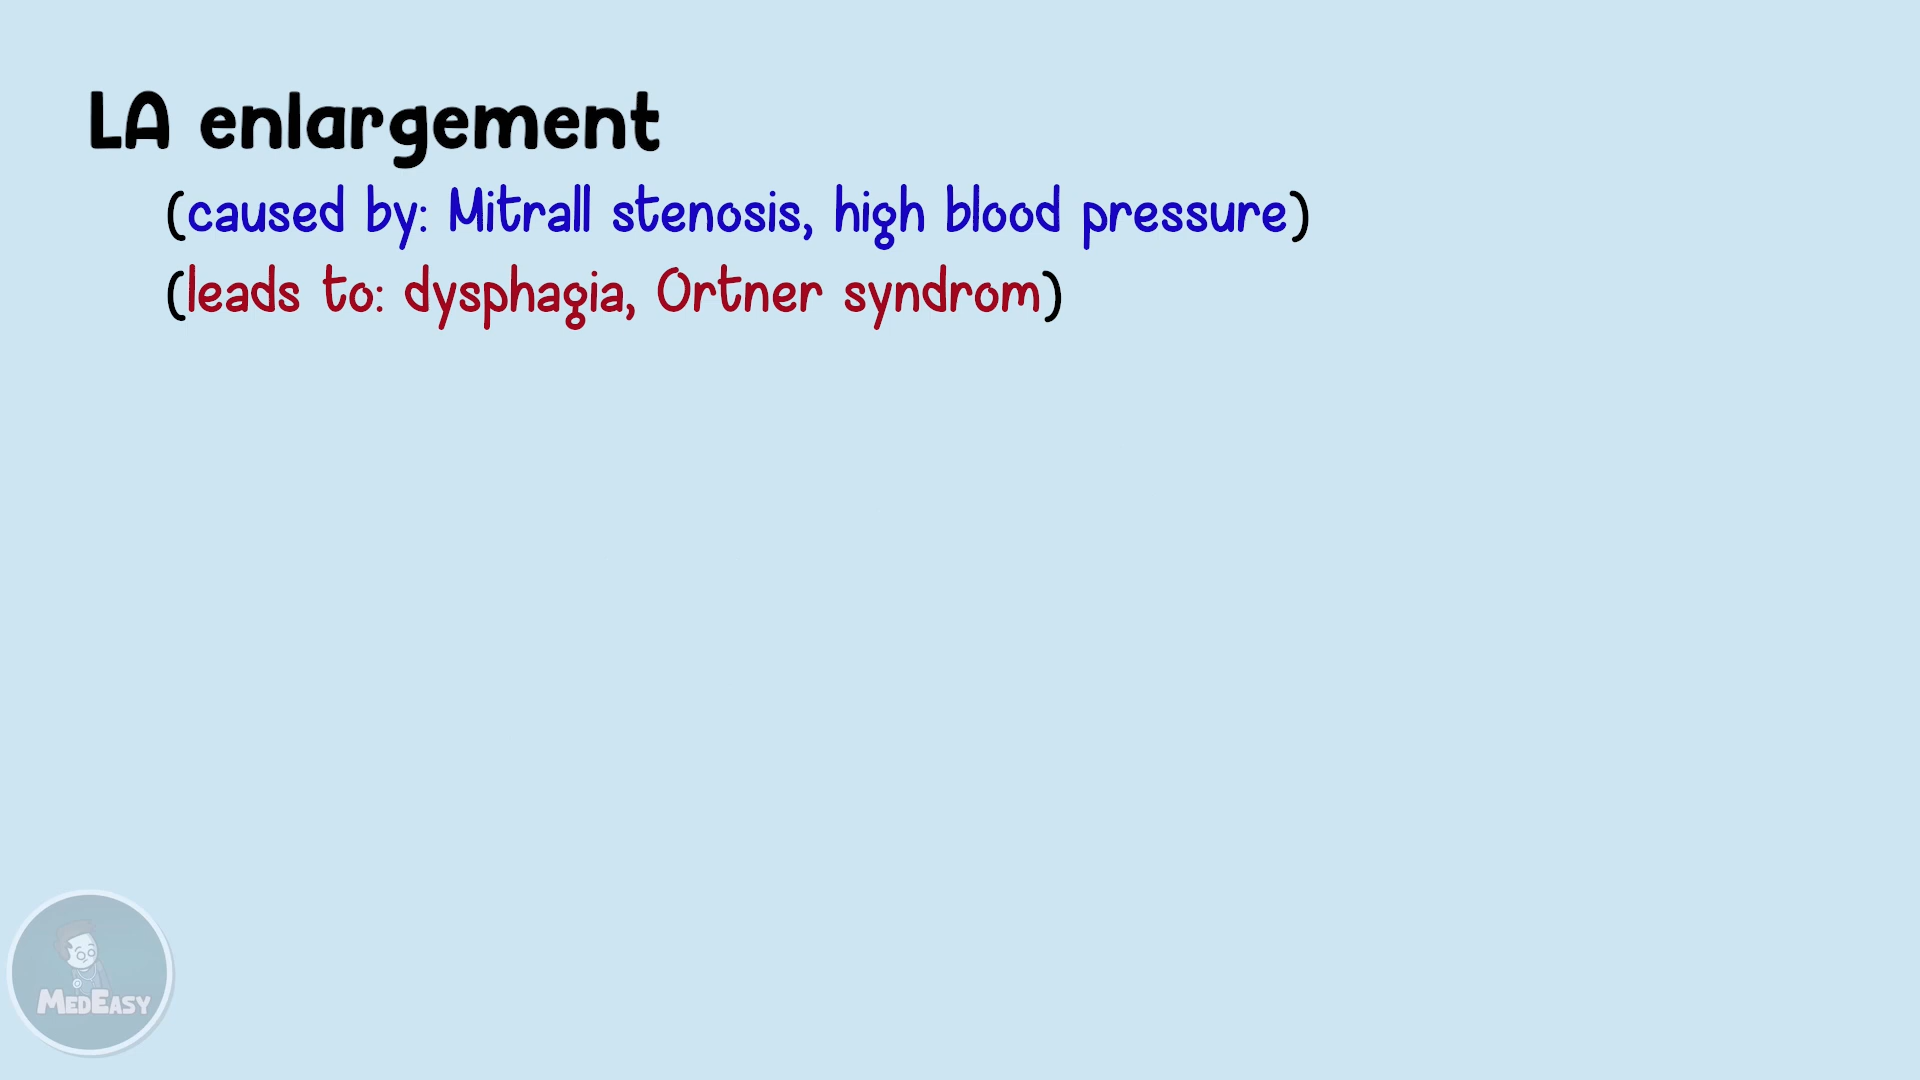 LA enlargement
(caused by: Mitrall stenosis, high blood pressure)
(leads to: dysphagia, Ortner syndrom)
MEDEASY